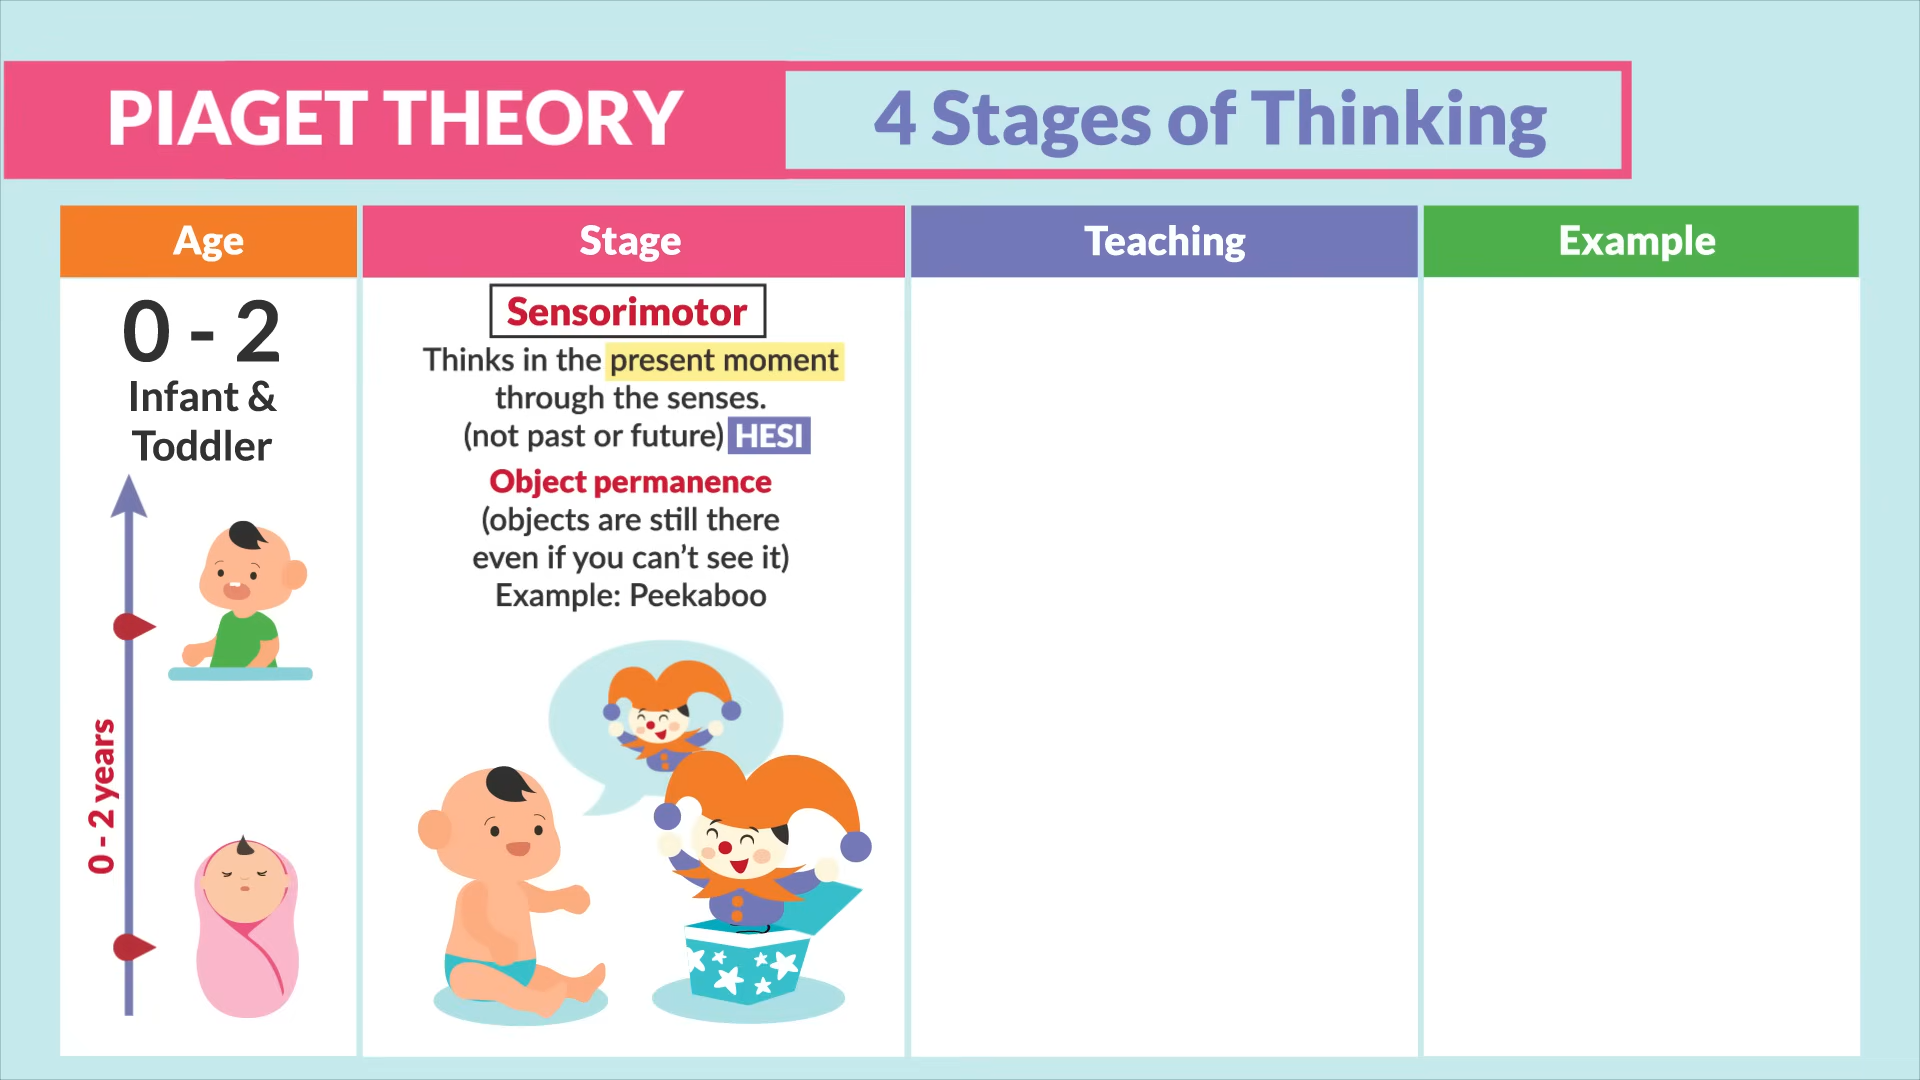 PIAGET THEORY
4 Stages of Thinking
Age
Stage
Teaching
Example
0 - 2
Infant &
Toddler
0 - 2 years
Sensorimotor
Thinks in the present moment
through the senses.
(not past or future) HESI
Object permanence
(objects are still there
even if you can't see it)
Example: Peekaboo